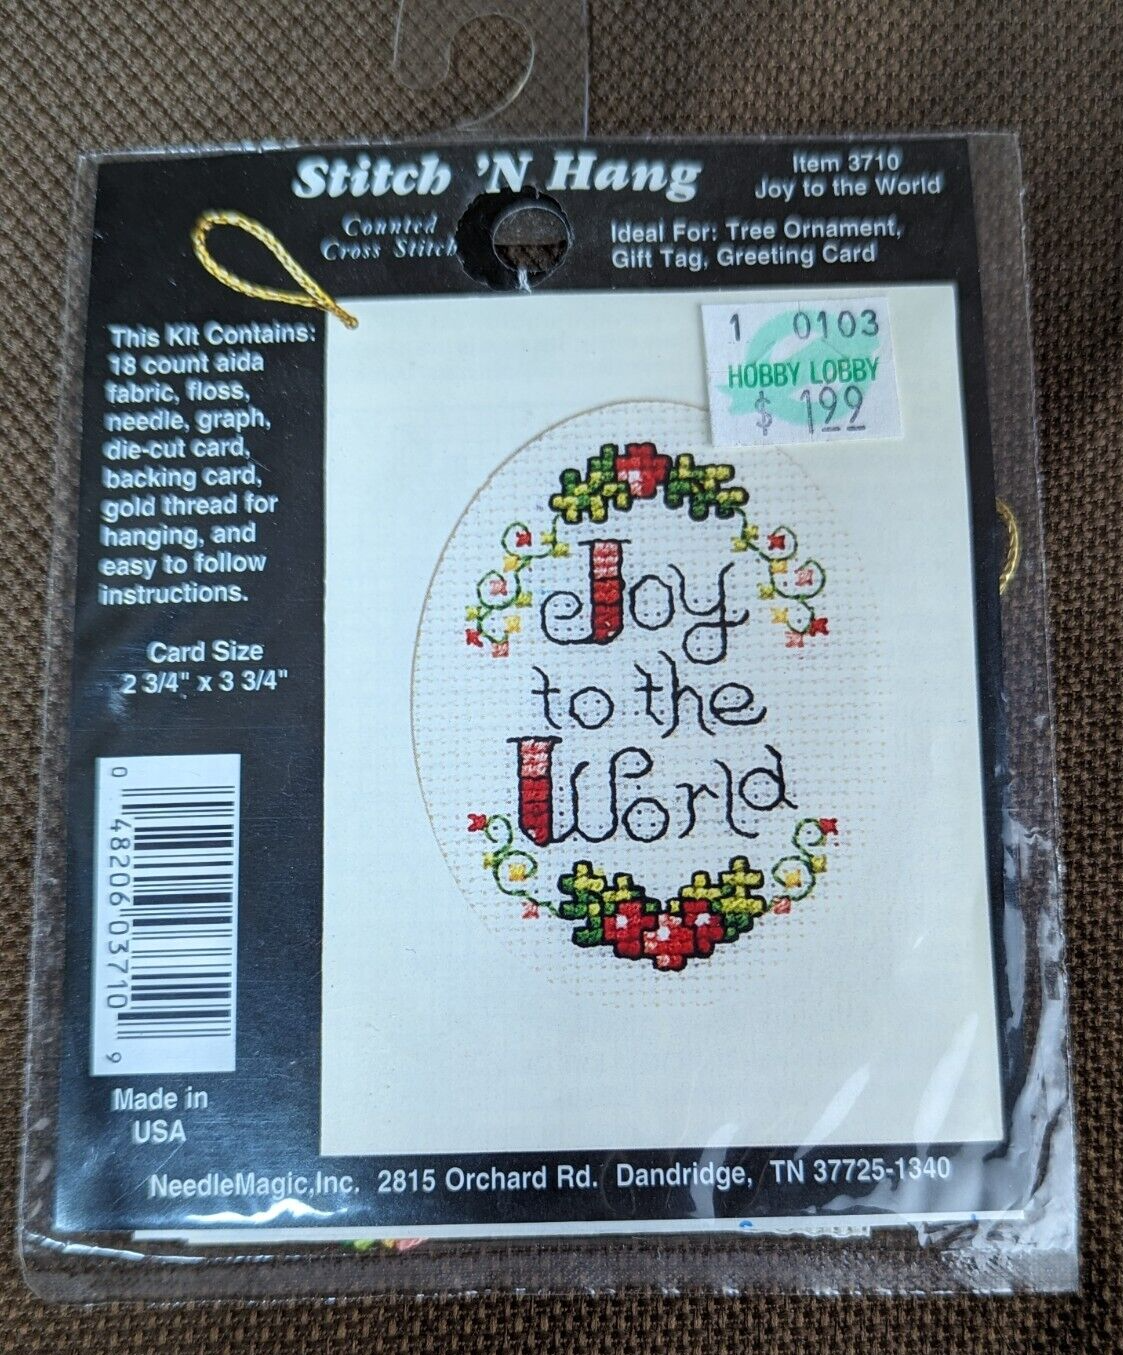 Stitch 'N Hang
Counted
Cross Stitch
Item 3710
Joy to the World
Ideal For: Tree Ornament,
Gift Tag, Greeting Card
This Kit Contains:
18 count aida
fabric, floss,
needle, graph,
die-cut card,
backing card,
gold thread for
hanging, and
easy to follow
instructions.
Card Size
2 3/4" x 3 3/4"
1 0103
HOBBY LOBBY
$ 199
Joy
to the
World
0 48206 03710 9
Made in
USA
NeedleMagic,Inc. 2815 Orchard Rd. Dandridge, TN 37725-1340